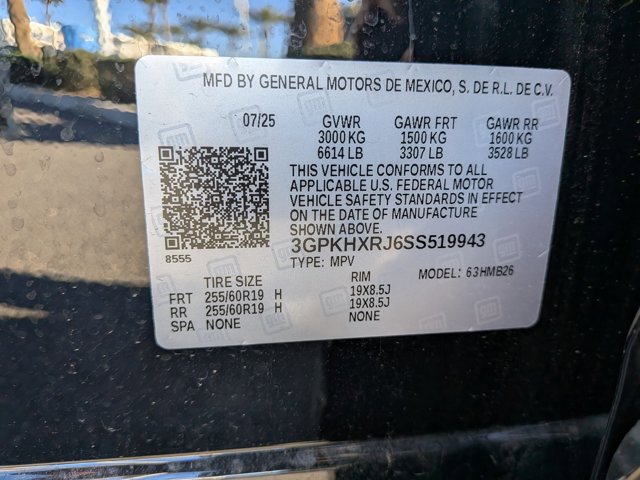 MFD BY GENERAL MOTORS DE MEXICO, S. DE R.L. DE C.V.
07/25 GVWR GAWR FRT GAWR RR
3000 KG 1500 KG 1600 KG
6614 LB 3307 LB 3528 LB
THIS VEHICLE CONFORMS TO ALL
APPLICABLE U.S. FEDERAL MOTOR
VEHICLE SAFETY STANDARDS IN EFFECT
ON THE DATE OF MANUFACTURE
SHOWN ABOVE.
8555
3GPKHXRJ6SS519943
TYPE: MPV MODEL: 63HMB26
TIRE SIZE RIM
FRT 255/60R19 H 19X8.5J
RR 255/60R19 H 19X8.5J
SPA NONE NONE